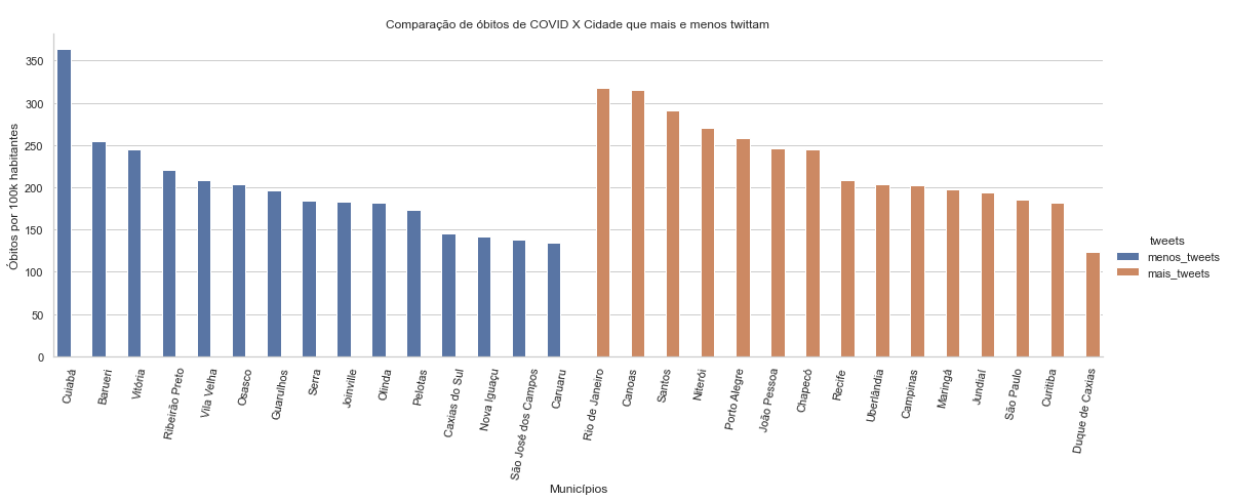 Comparação de óbitos de COVID X Cidade que mais e menos twittam
Óbitos por 100k habitantes
350
300
250
200
150
100
50
0
Cuiabá
Barueri
Vitória
Ribeirão Preto
Vila Velha
Osasco
Guarulhos
Serra
Joinville
Olinda
Pelotas
Caxias do Sul
Nova Iguaçu
São José dos Campos
Caruaru
Rio de Janeiro
Canoas
Santos
Niterói
Porto Alegre
João Pessoa
Chapecó
Recife
Uberlândia
Campinas
Maringá
Jundiaí
São Paulo
Curitiba
Duque de Caxias
Municípios
tweets
menos_tweets
mais_tweets